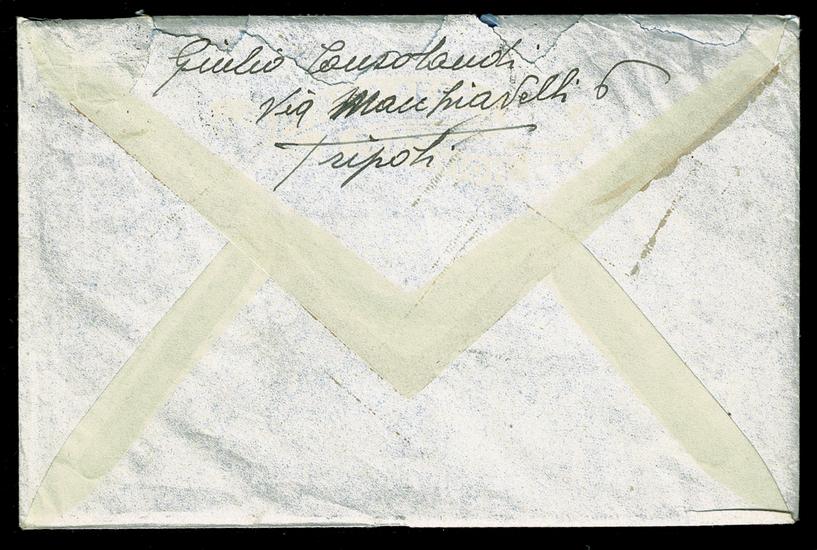 Giulio Consolandi
Via Macchiavelli 6
Tripoli